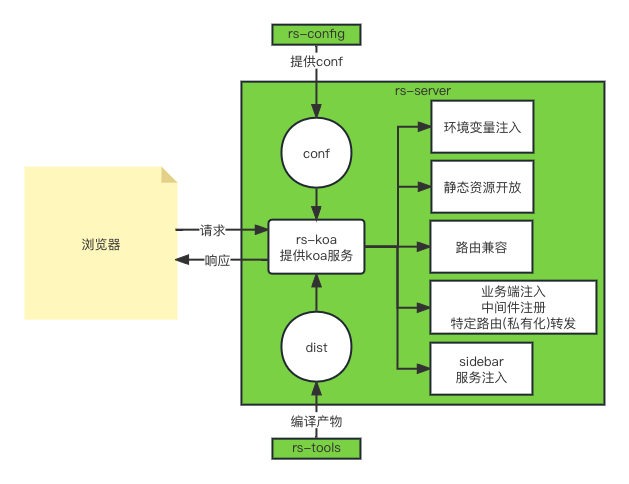 rs-config
提供conf
rs-server
conf
环境变量注入
静态资源开放
浏览器
请求
响应
rs-koa
提供koa服务
路由兼容
业务端注入
中间件注册
特定路由(私有化)转发
dist
sidebar
服务注入
编译产物
rs-tools